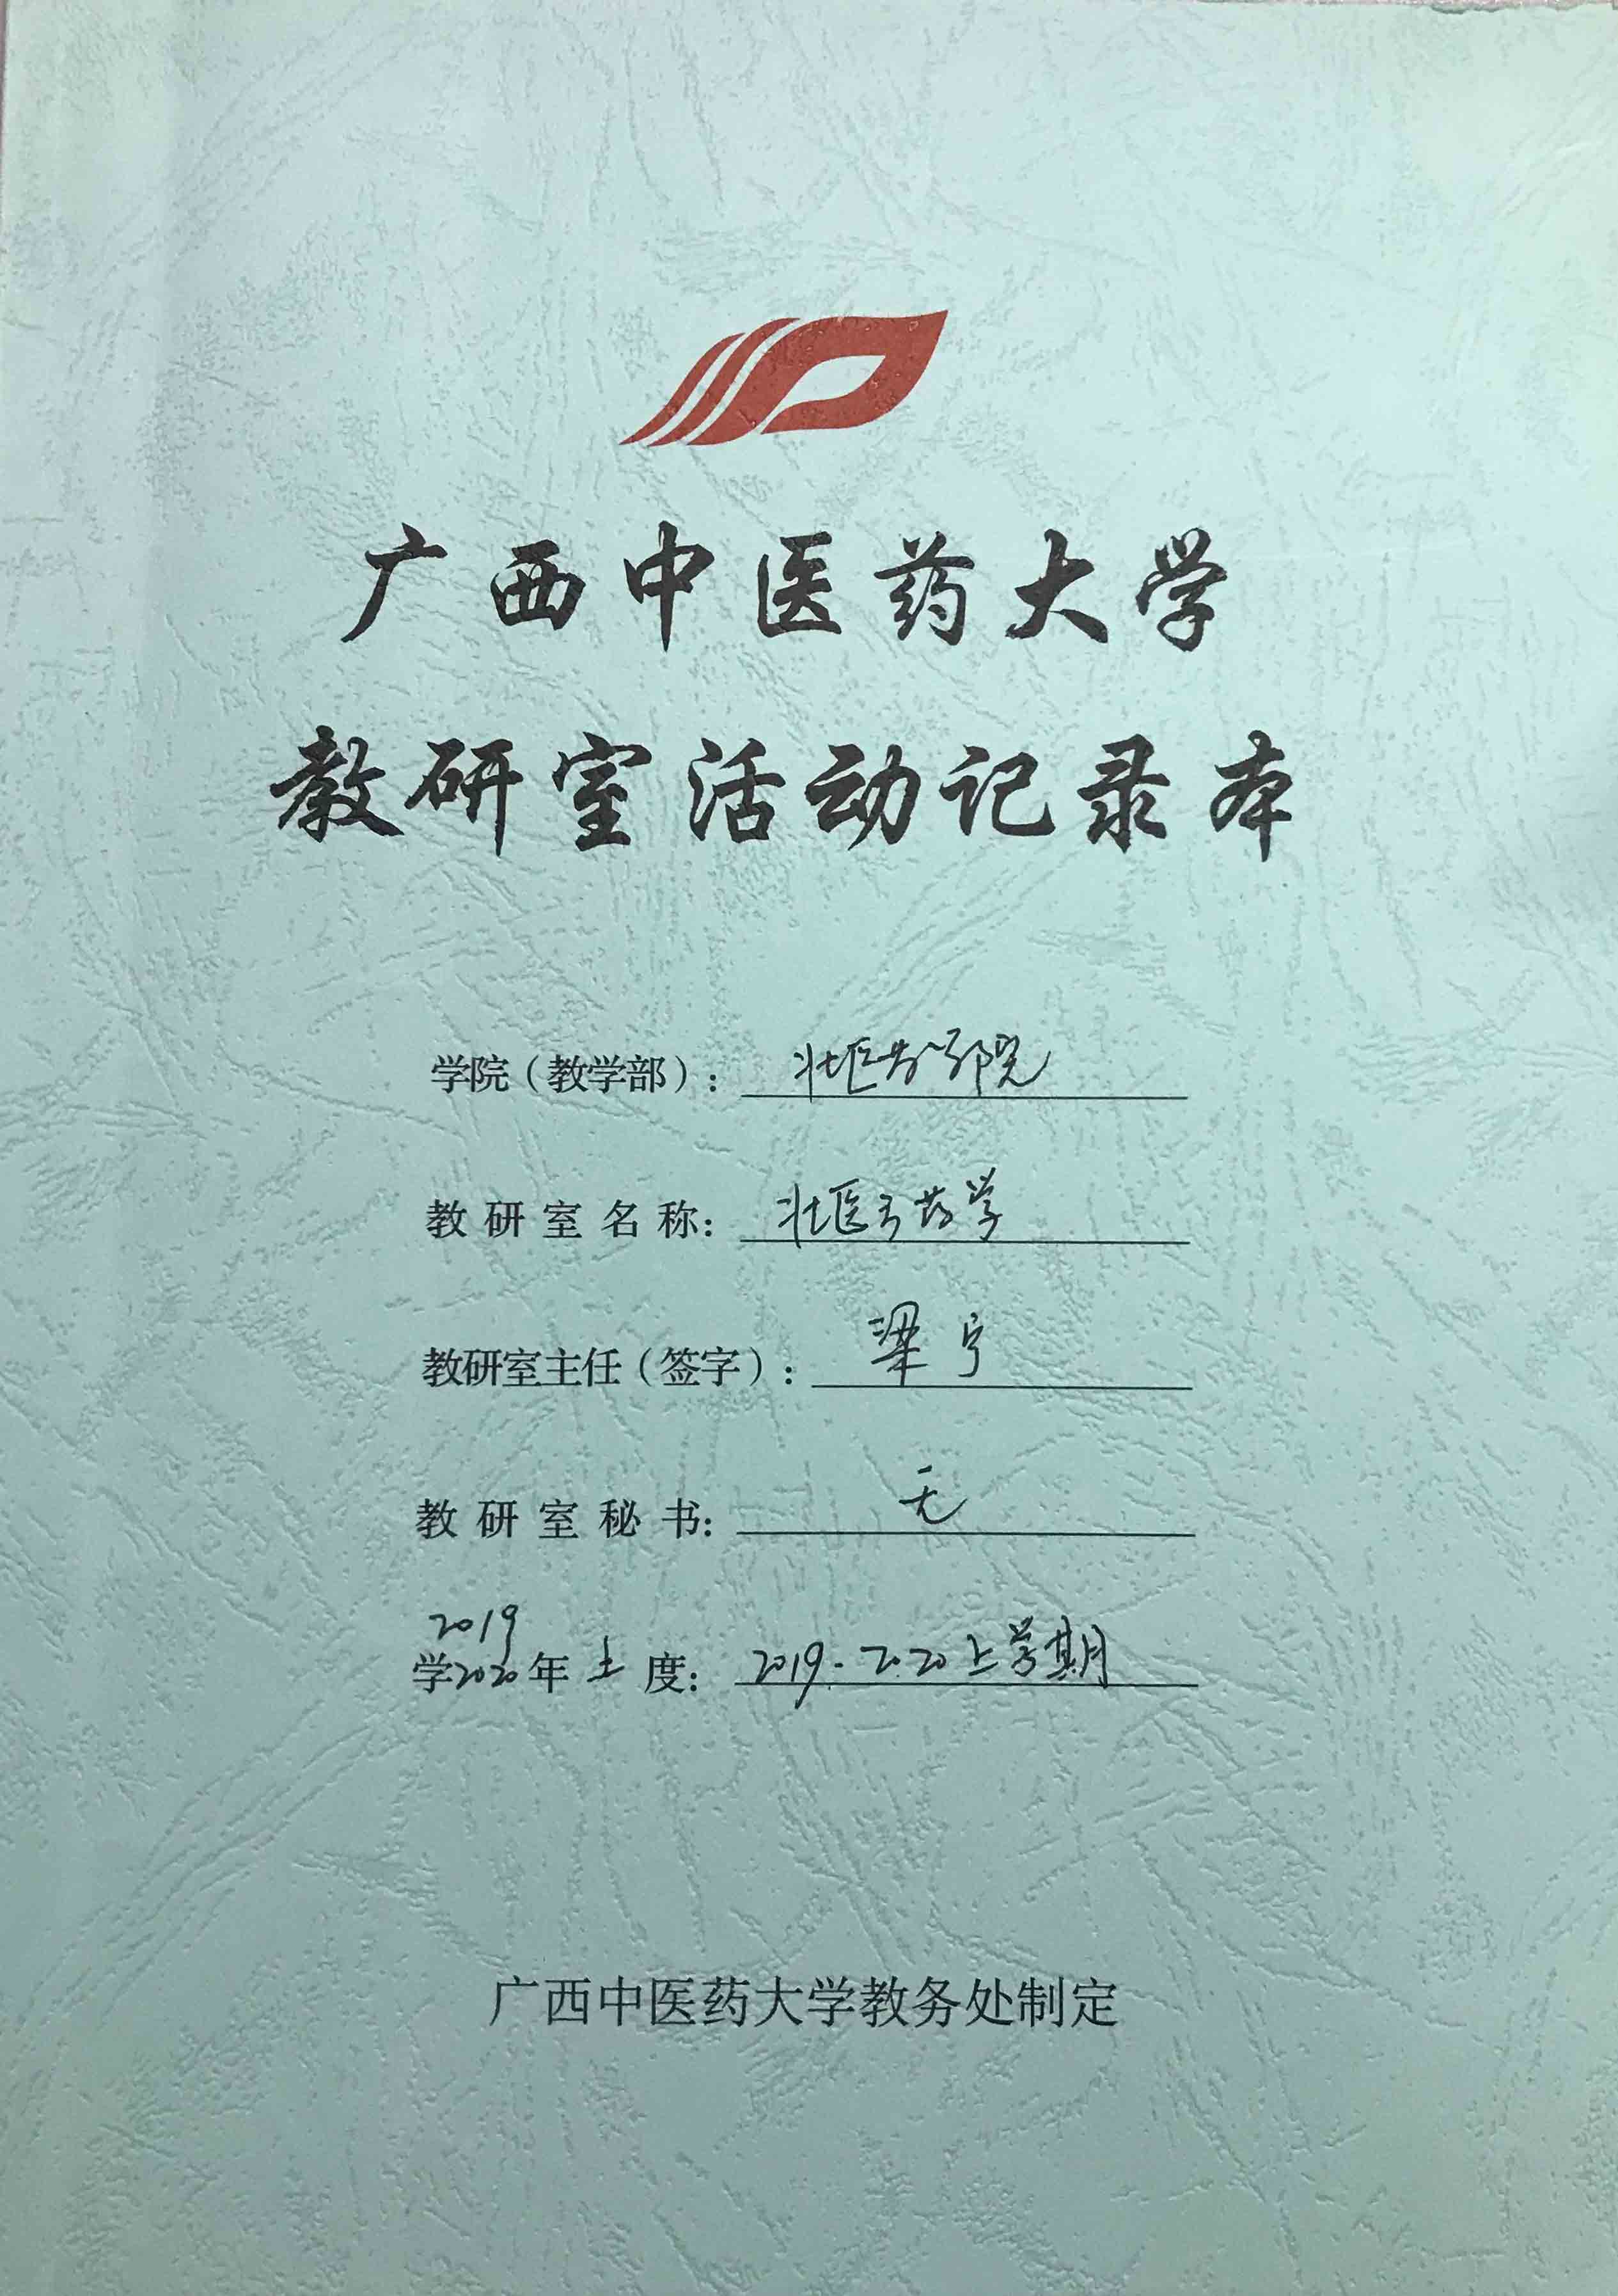 广西中医药大学
教研室活动记录本
学院（教学部）：壮医药学院
教研室名称：壮医方药学
教研室主任（签字）：梁宁
教研室秘书：无
2019
学2020年上度：2019-2020上学期
广西中医药大学教务处制定